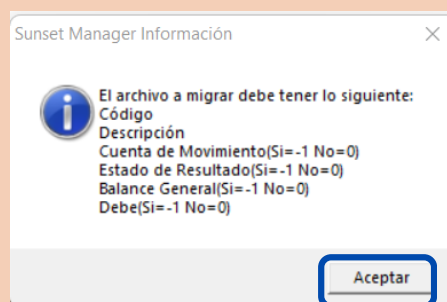 Sunset Manager Información
El archivo a migrar debe tener lo siguiente:
Código
Descripción
Cuenta de Movimiento(Si=-1 No=0)
Estado de Resultado(Si=-1 No=0)
Balance General(Si=-1 No=0)
Debe(Si=-1 No=0)
Aceptar